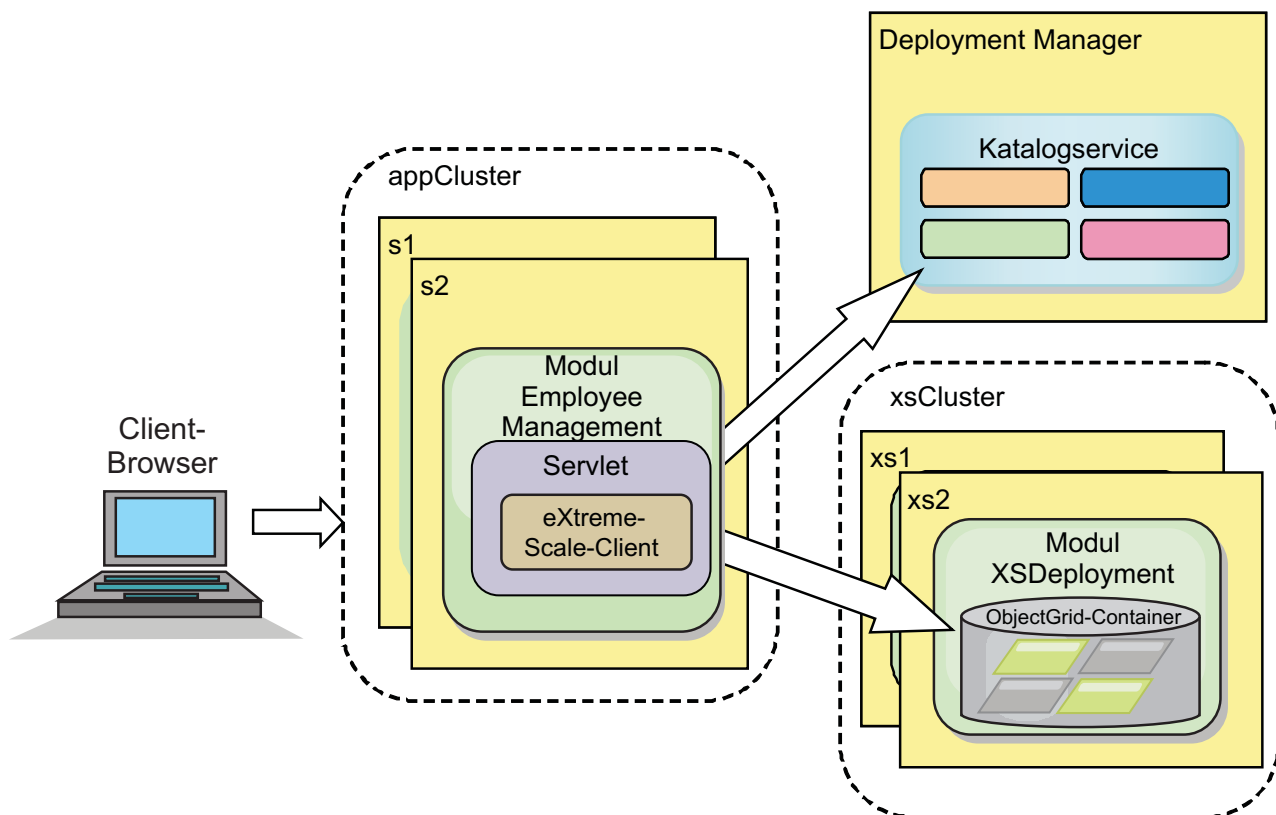 Deployment Manager
Katalogservice
appCluster
s1
s2
Modul
Employee
Management
Servlet
eXtreme-
Scale-Client
Client-
Browser
xsCluster
xs1
xs2
Modul
XSDeployment
ObjectGrid-Container